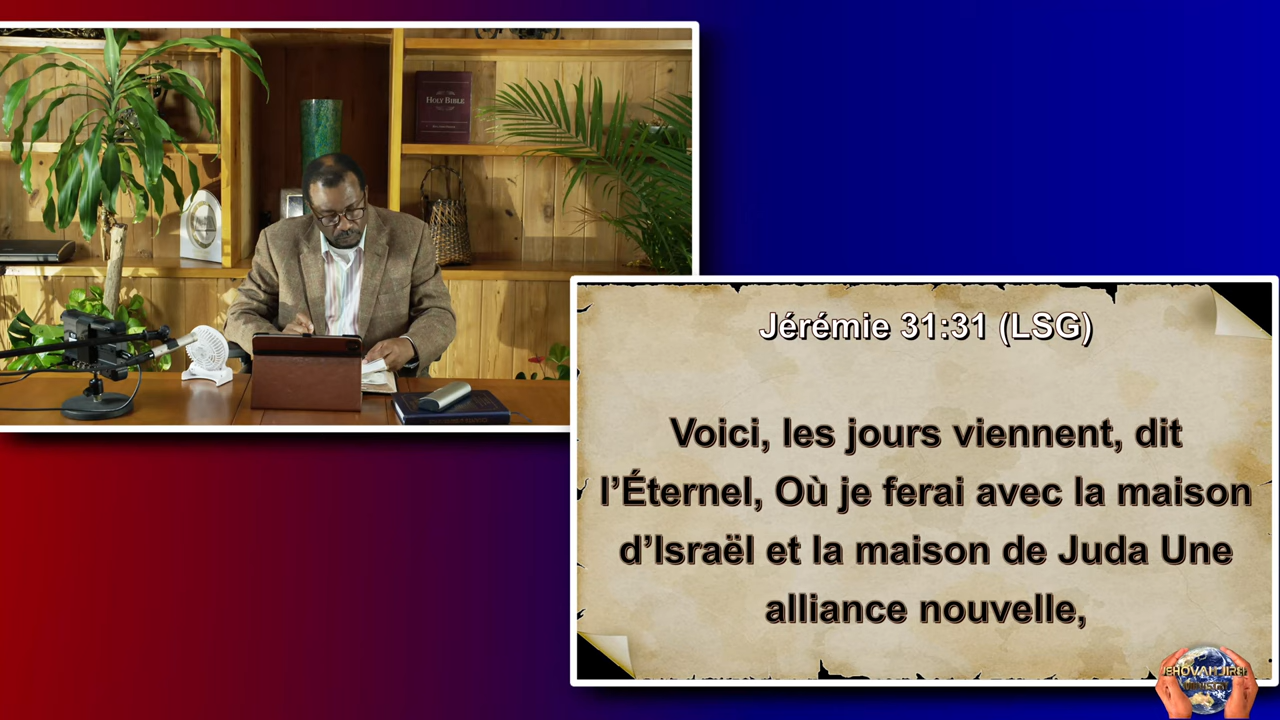 HOLY BIBLE
Jérémie 31:31 (LSG)
Voici, les jours viennent, dit
l’Éternel, Où je ferai avec la maison
d’Israël et la maison de Juda Une
alliance nouvelle,
JEHOVAH JIREH
MINISTRY